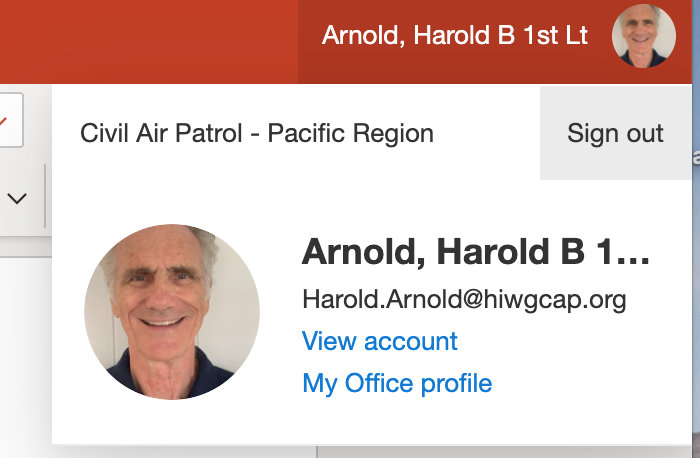 Arnold, Harold B 1st Lt
Civil Air Patrol - Pacific Region
Sign out
Arnold, Harold B 1...
Harold.Arnold@hiwgcap.org
View account
My Office profile